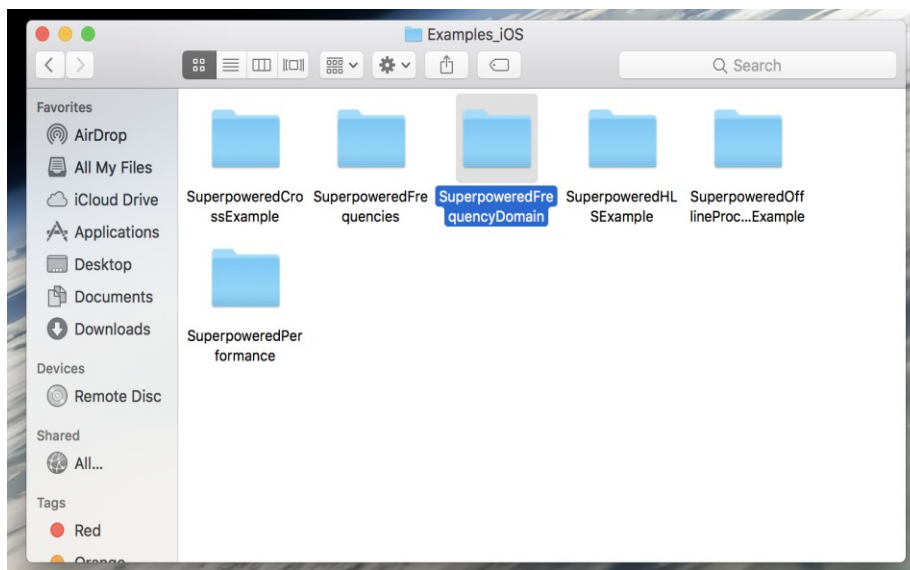 Examples_iOS
Search
Favorites
AirDrop
All My Files
iCloud Drive
Applications
Desktop
Documents
Downloads
Devices
Remote Disc
Shared
All...
Tags
Red
Orange
SuperpoweredCro
ssExample
SuperpoweredFre
quencies
SuperpoweredFre
quencyDomain
SuperpoweredHL
SExample
SuperpoweredOff
lineProc...Example
SuperpoweredPer
formance